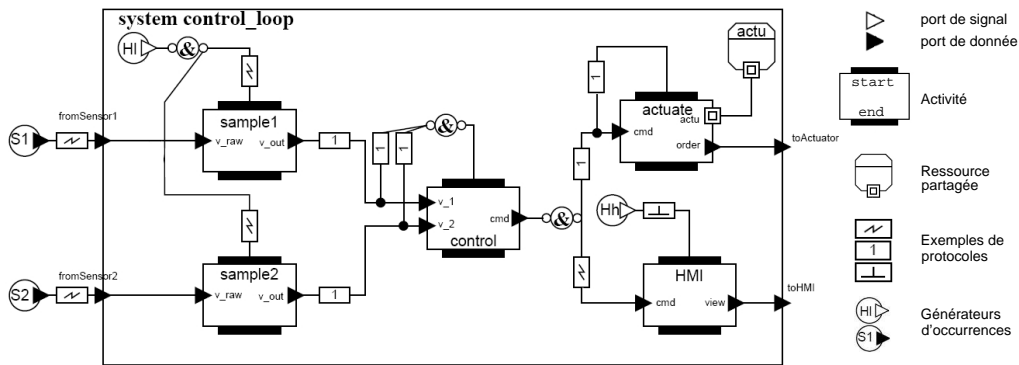 system control_loop
Hl
&
fromSensor1
S1
sample1
v_raw
v_out
1
1
1
&
v_1
v_2
cmd
control
&
fromSensor2
S2
sample2
v_raw
v_out
1
1
1
actuate
actu
cmd
order
actu
toActuator
Hh
HMI
cmd
view
toHMI
port de signal
port de donnée
start
end
Activité
Ressource
partagée
1
Exemples de
protocoles
Hl
S1
Générateurs
d'occurrences